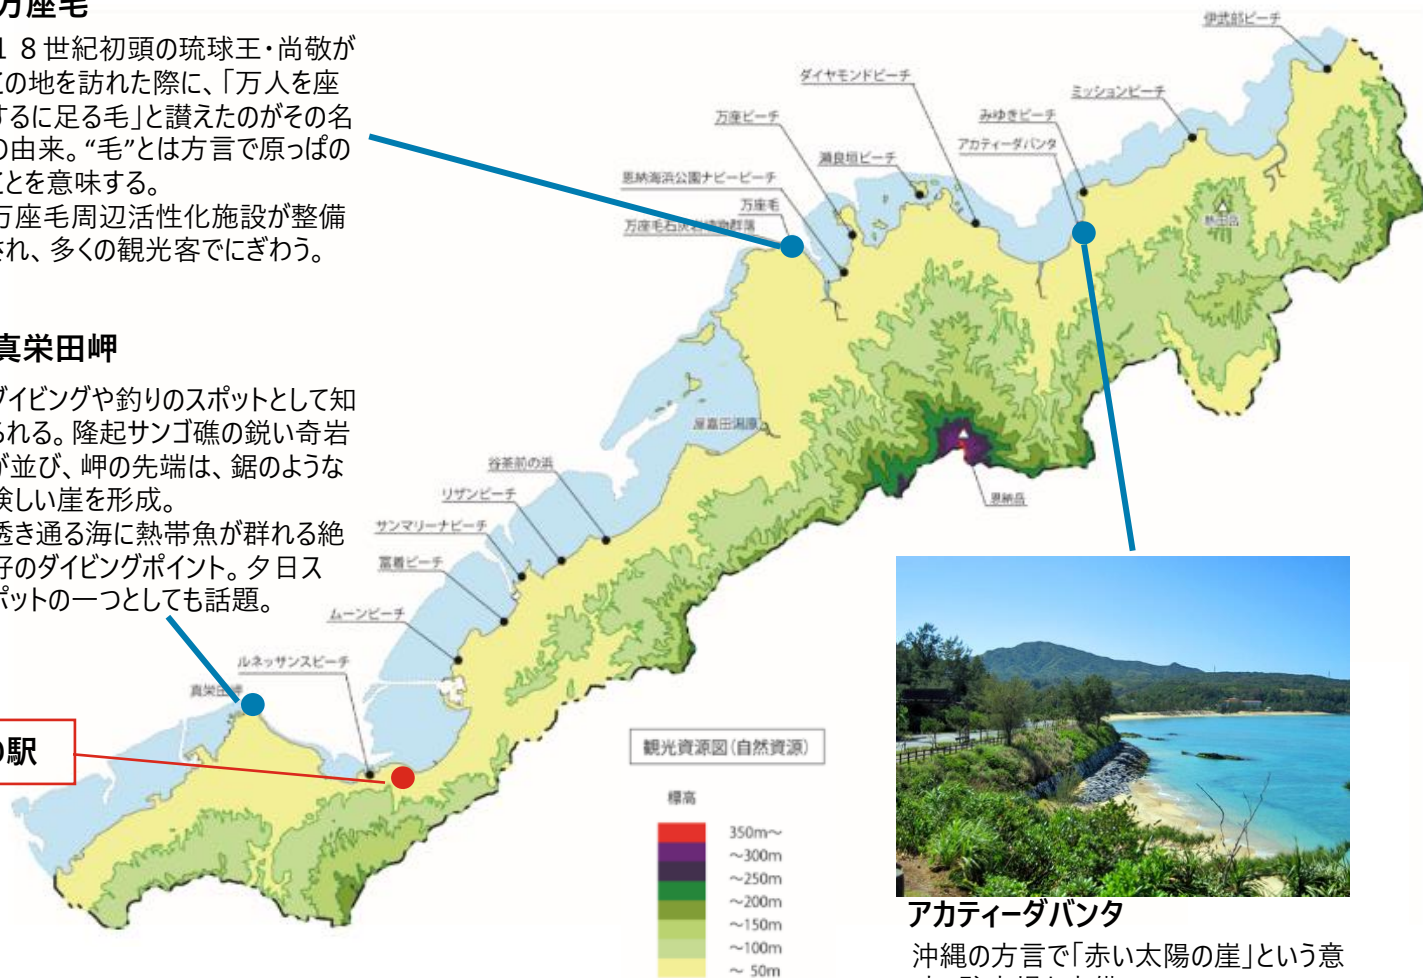 万座毛
１８世紀初頭の琉球王・尚敬が
この地を訪れた際に、「万人を座
するに足る毛」と讃えたのがその名
の由来。“毛”とは方言で原っぱの
ことを意味する。
万座毛周辺活性化施設が整備
され、多くの観光客でにぎわう。
真栄田岬
ダイビングや釣りのスポットとして知
られる。隆起サンゴ礁の鋭い奇岩
が並び、岬の先端は、鋸のような
険しい崖を形成。
透き通る海に熱帯魚が群れる絶
好のダイビングポイント。夕日ス
ポットの一つとしても話題。
の駅
伊武部ビーチ
ダイヤモンドビーチ
ミッションビーチ
万座ビーチ
みゆきビーチ
アカティーダバンタ
瀬良垣ビーチ
恩納海浜公園ナビービーチ
万座毛
万座毛石灰岩植物群落
熱田岳
屋嘉田潟原
恩納岳
谷茶前の浜
リザンビーチ
サンマリーナビーチ
冨着ビーチ
ムーンビーチ
ルネッサンスビーチ
真栄田岬
観光資源図(自然資源)
標高
350m～
～300m
～250m
～200m
～150m
～100m
～ 50m
アカティーダバンタ
沖縄の方言で「赤い太陽の崖」という意